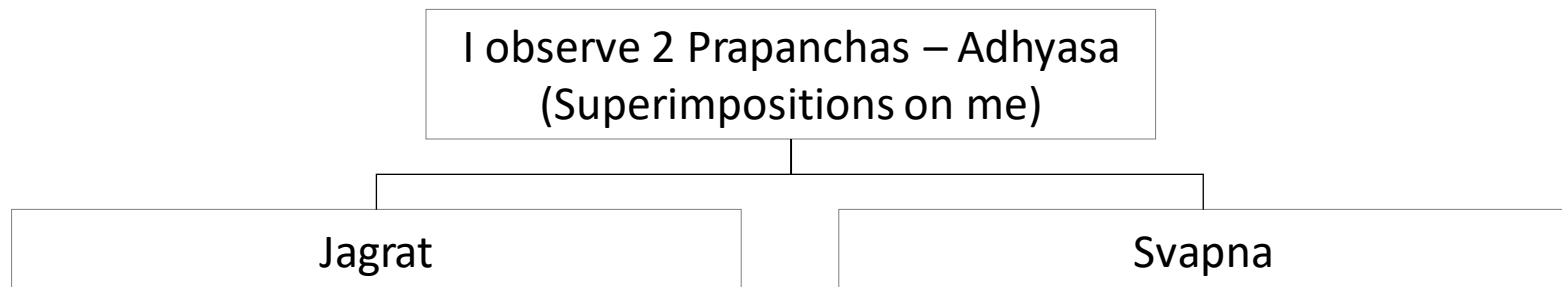 I observe 2 Prapanchas – Adhyasa
(Superimpositions on me)
Jagrat
Svapna